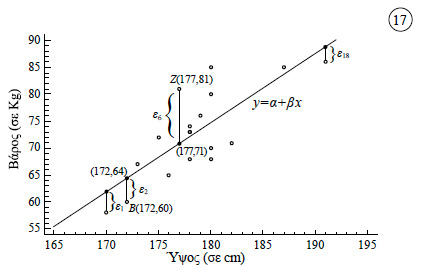 17
90
85
80
75
70
65
60
55
Βάρος (σε Kg)
Z(177,81)
ε18
ε6
y=α+βx
(172,64)
(177,71)
ε1
ε2
B(172,60)
165
170
175
180
185
190
195
Ύψος (σε cm)